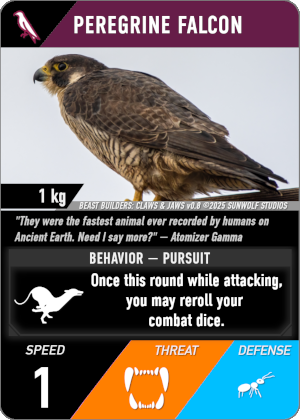 PEREGRINE FALCON
1 kg
BEAST BUILDERS: CLAWS & JAWS v0.8 ©2025 SUNWOLF STUDIOS
"They were the fastest animal ever recorded by humans on
Ancient Earth. Need I say more?" — Atomizer Gamma
BEHAVIOR — PURSUIT
Once this round while attacking,
you may reroll your
combat dice.
SPEED
THREAT
DEFENSE
1